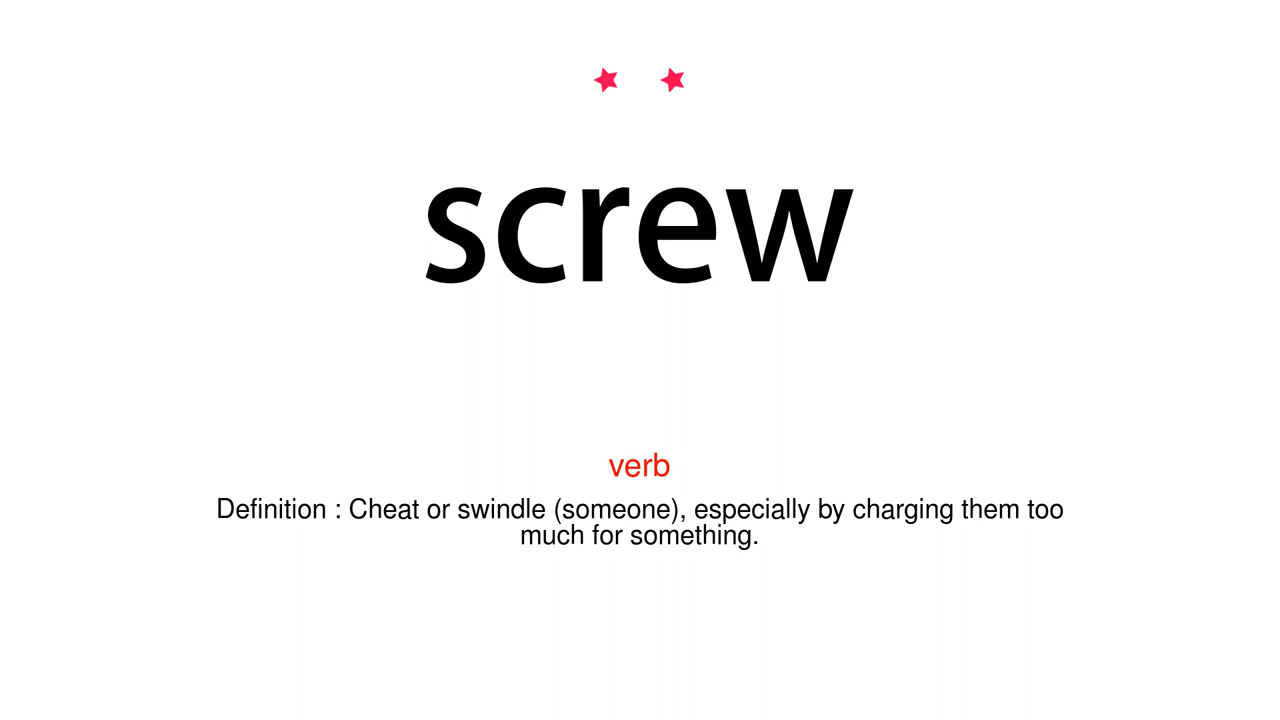 screw
verb
Definition : Cheat or swindle (someone), especially by charging them too
much for something.